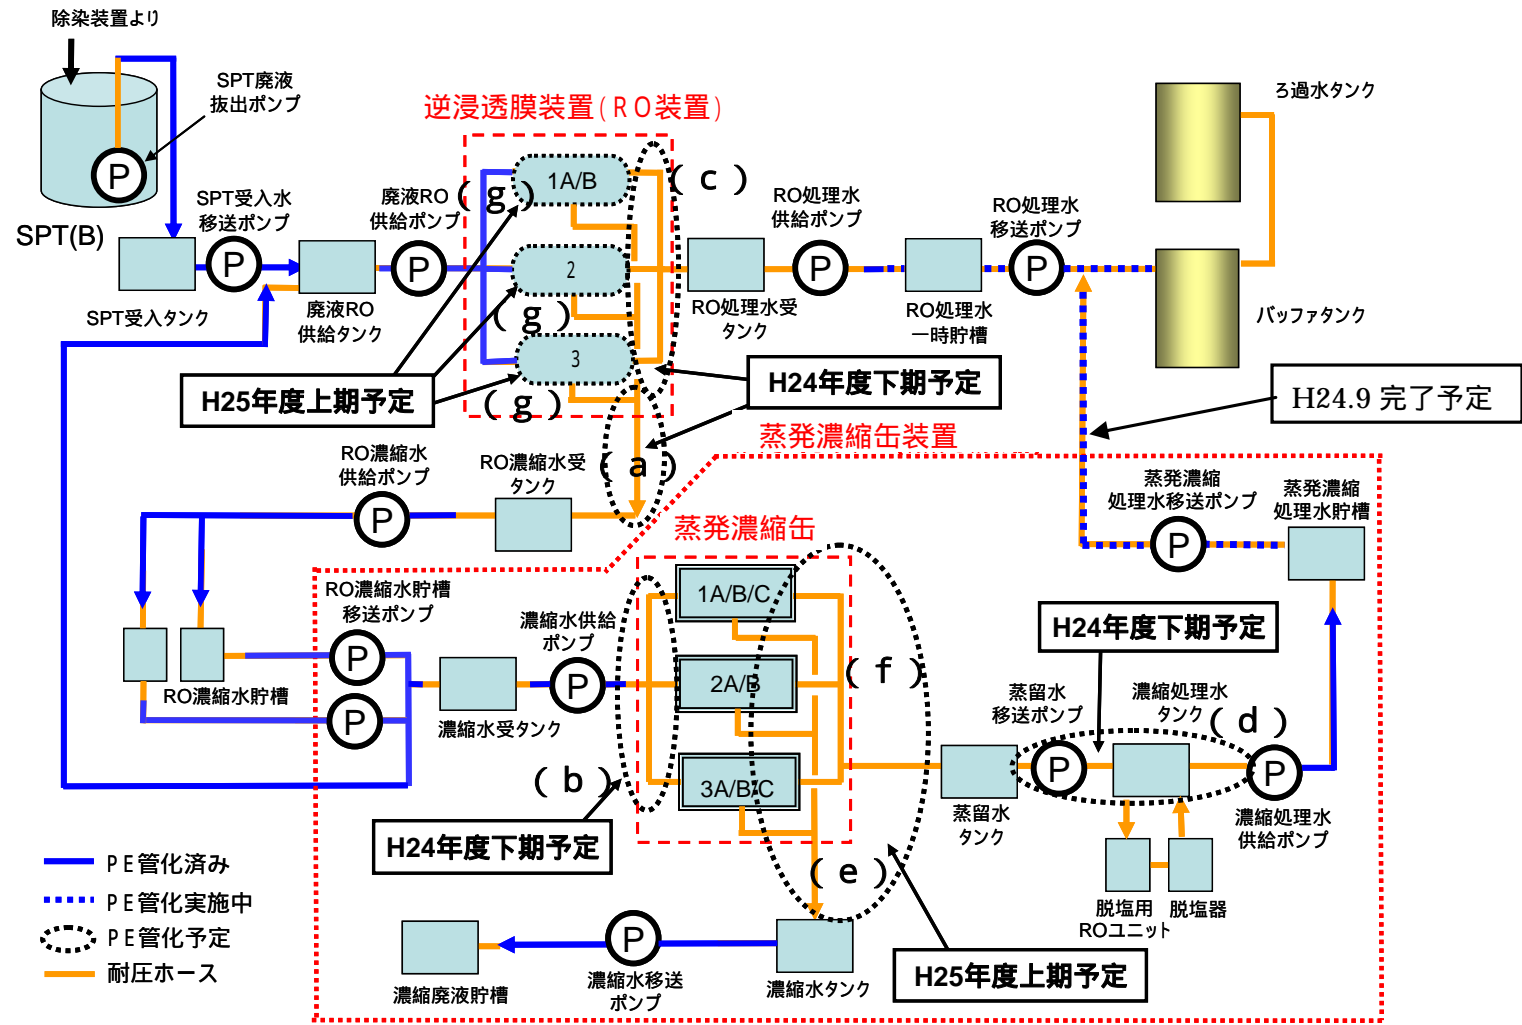 除染装置より
SPT廃液
抜出ポンプ
P
SPT(B)
SPT受入水
移送ポンプ
P
SPT受入タンク
廃液RO
供給ポンプ
P
廃液RO
供給タンク
逆浸透膜装置(RO装置)
1A/B
2
3
(g)
(g)
(g)
(c)
H25年度上期予定
H24年度下期予定
(a)
RO処理水
供給ポンプ
P
RO処理水受
タンク
RO処理水
移送ポンプ
P
RO処理水
一時貯槽
ろ過水タンク
バッファタンク
H24.9 完了予定
蒸発濃縮缶装置
RO濃縮水
供給ポンプ
P
RO濃縮水受
タンク
蒸発濃縮
処理水移送ポンプ
P
蒸発濃縮
処理水貯槽
蒸発濃縮缶
1A/B/C
2A/B
3A/B/C
RO濃縮水貯槽
移送ポンプ
P
P
RO濃縮水貯槽
濃縮水供給
ポンプ
P
濃縮水受タンク
(b)
H24年度下期予定
(f)
(e)
H24年度下期予定
蒸留水
移送ポンプ
P
濃縮処理水
タンク
(d)
P
濃縮処理水
供給ポンプ
蒸留水
タンク
脱塩用
ROユニット
脱塩器
H25年度上期予定
濃縮水タンク
P
濃縮水移送
ポンプ
濃縮廃液貯槽
PE管化済み
PE管化実施中
PE管化予定
耐圧ホース